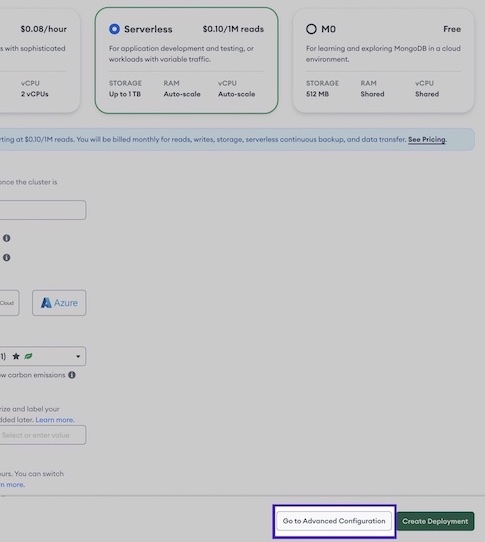 $0.08/hour
Serverless $0.10/1M reads
M0 Free
s with sophisticated
For application development and testing, or
workloads with variable traffic.
For learning and exploring MongoDB in a cloud
environment.
vCPU
2 vCPUs
STORAGE RAM vCPU
Up to 1 TB Auto-scale Auto-scale
STORAGE RAM vCPU
512 MB Shared Shared
rting at $0.10/1M reads. You will be billed monthly for reads, writes, storage, serverless continuous backup, and data transfer. See Pricing.
once the cluster is
Cloud
Azure
1)
w carbon emissions
rize and label your
dded later. Learn more.
Select or enter value
ours. You can switch
n more.
Go to Advanced Configuration
Create Deployment